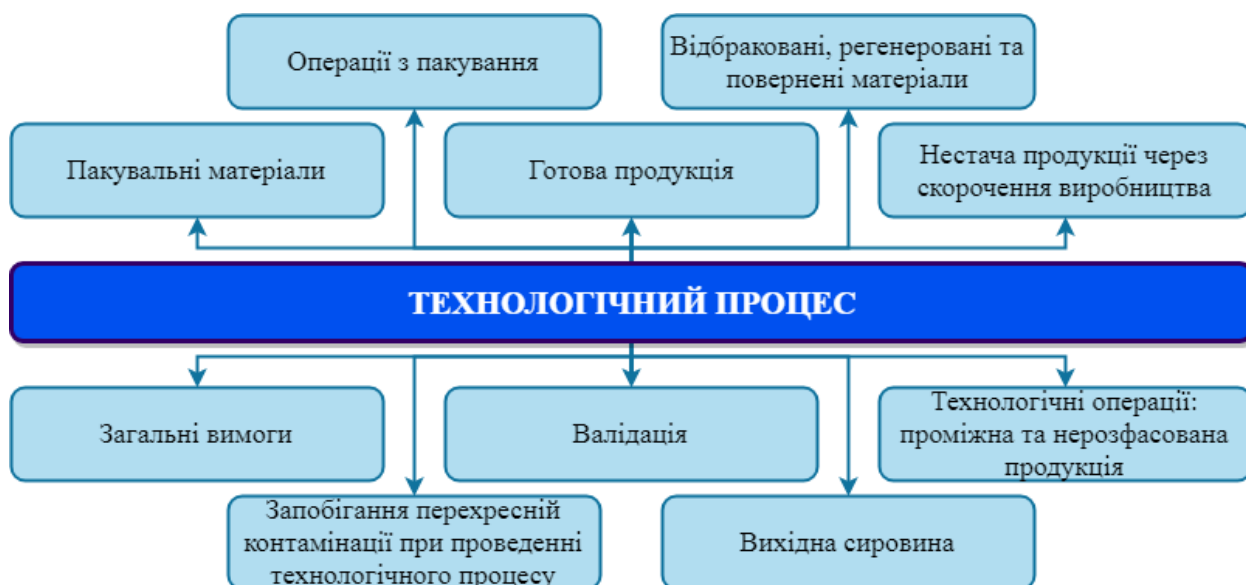 Операції з пакування
Відбраковані, регенеровані та
повернені матеріали
Пакувальні матеріали
Готова продукція
Нестача продукції через
скорочення виробництва
ТЕХНОЛОГІЧНИЙ ПРОЦЕС
Загальні вимоги
Валідація
Технологічні операції:
проміжна та нерозфасована
продукція
Запобігання перехресній
контамінації при проведенні
технологічного процесу
Вихідна сировина